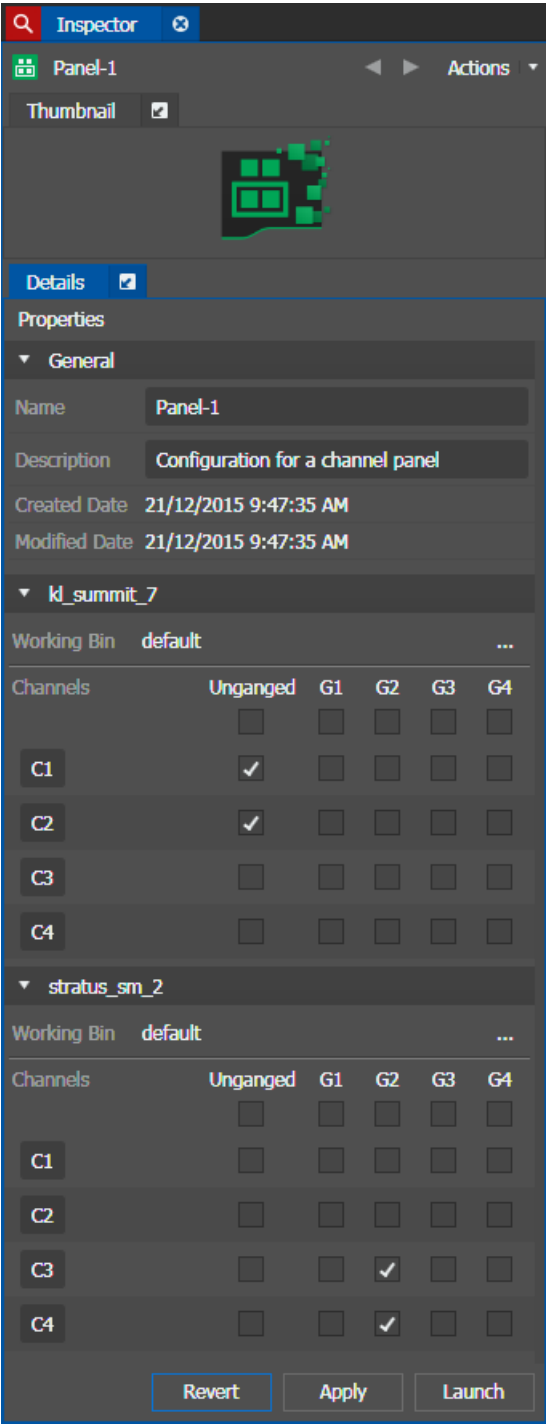 Inspector
Panel-1 Actions
Thumbnail
Details
Properties
General
Name Panel-1
Description Configuration for a channel panel
Created Date 21/12/2015 9:47:35 AM
Modified Date 21/12/2015 9:47:35 AM
kl_summit_7
Working Bin default ...
Channels Unganged G1 G2 G3 G4
C1
C2
C3
C4
stratus_sm_2
Working Bin default ...
Channels Unganged G1 G2 G3 G4
C1
C2
C3
C4
Revert Apply Launch